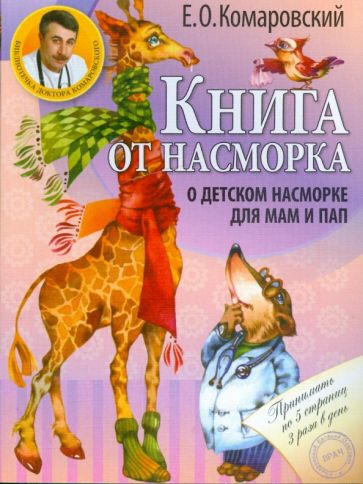 Е.О.Комаровский
БИБЛИОТЕЧКА ДОКТОРА КОМАРОВСКОГО
КНИГА
ОТ НАСМОРКА
О ДЕТСКОМ НАСМОРКЕ
ДЛЯ МАМ И ПАП
Принимать
по 5 страниц
3 раза в день
ВРАЧ